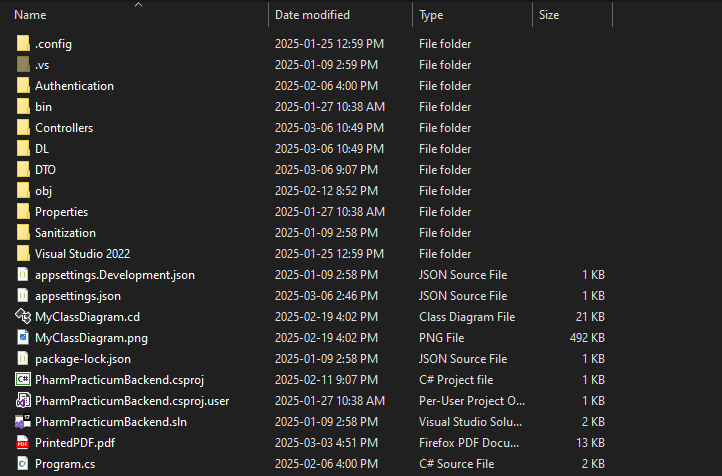 Name Date modified Type Size
.config 2025-01-25 12:59 PM File folder
.vs 2025-01-09 2:59 PM File folder
Authentication 2025-02-06 4:00 PM File folder
bin 2025-01-27 10:38 AM File folder
Controllers 2025-03-06 10:49 PM File folder
DL 2025-03-06 10:49 PM File folder
DTO 2025-03-06 9:07 PM File folder
obj 2025-02-12 8:52 PM File folder
Properties 2025-01-27 10:38 AM File folder
Sanitization 2025-01-09 2:58 PM File folder
Visual Studio 2022 2025-01-25 12:59 PM File folder
appsettings.Development.json 2025-01-09 2:58 PM JSON Source File 1 KB
appsettings.json 2025-03-06 2:46 PM JSON Source File 1 KB
MyClassDiagram.cd 2025-02-19 4:02 PM Class Diagram File 21 KB
MyClassDiagram.png 2025-02-19 4:02 PM PNG File 492 KB
package-lock.json 2025-01-09 2:58 PM JSON Source File 1 KB
PharmPracticumBackend.csproj 2025-02-11 9:07 PM C# Project file 1 KB
PharmPracticumBackend.csproj.user 2025-01-27 10:38 AM Per-User Project O... 1 KB
PharmPracticumBackend.sln 2025-01-09 2:58 PM Visual Studio Solu... 2 KB
PrintedPDF.pdf 2025-03-03 4:51 PM Firefox PDF Docu... 13 KB
Program.cs 2025-02-06 4:00 PM C# Source File 2 KB